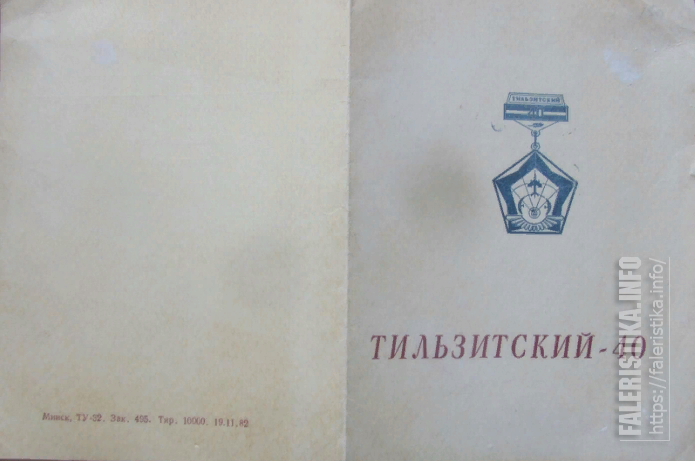 Минск, ТУ-32, Зак. 455. Тир. 10000. 19.11.82
ТИЛЬЗИТСКИЙ
ТИЛЬЗИТСКИЙ-40
FALERISTIKA.INFO
https://faleristika.info/